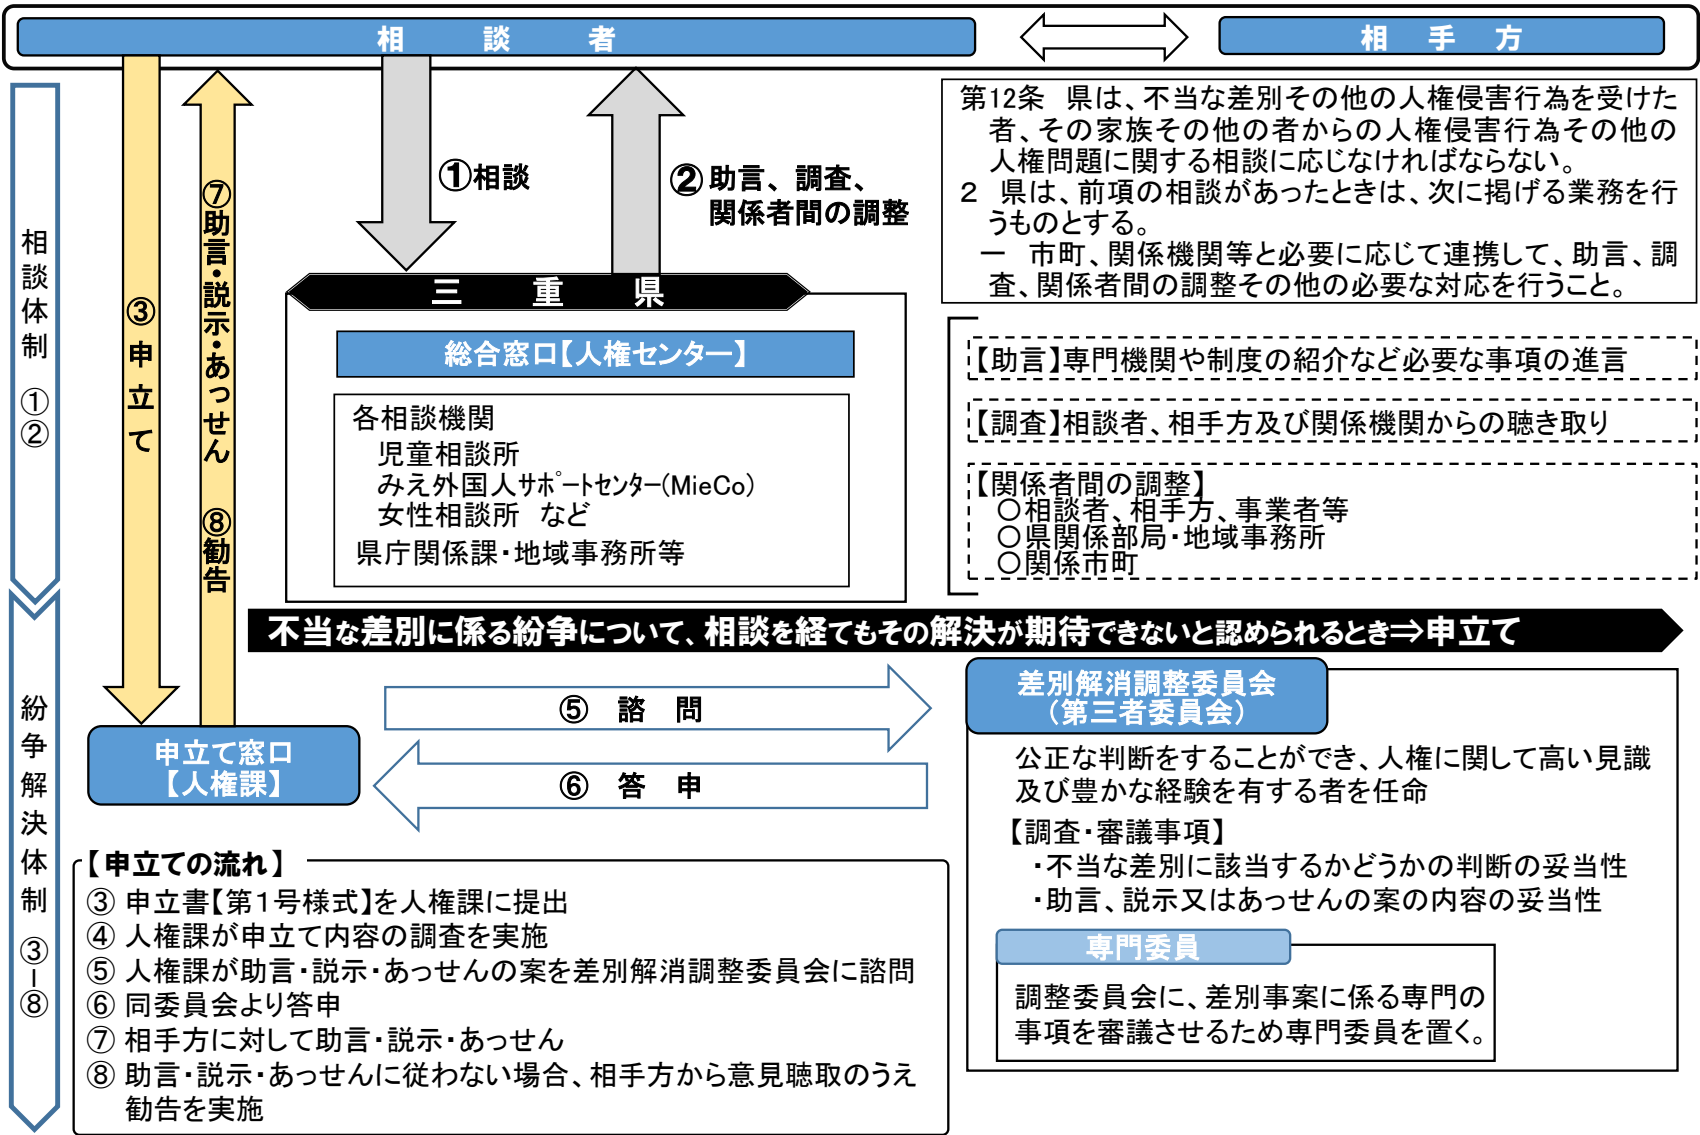 相　談　者
相　手　方
第12条　県は、不当な差別その他の人権侵害行為を受けた
者、その家族その他の者からの人権侵害行為その他の
人権問題に関する相談に応じなければならない。
２　県は、前項の相談があったときは、次に掲げる業務を行
うものとする。
一　市町、関係機関等と必要に応じて連携して、助言、調
査、関係者間の調整その他の必要な対応を行うこと。
①相談
②助言、調査、
関係者間の調整
相談体制　①②
③申立て
⑦助言・説示・あっせん　⑧勧告
三　重　県
総合窓口【人権センター】
各相談機関
児童相談所
みえ外国人ｻﾎﾟｰﾄｾﾝﾀｰ(MieCo)
女性相談所　など
県庁関係課・地域事務所等
【助言】専門機関や制度の紹介など必要な事項の進言
【調査】相談者、相手方及び関係機関からの聴き取り
【関係者間の調整】
○相談者、相手方、事業者等
○県関係部局・地域事務所
○関係市町
不当な差別に係る紛争について、相談を経てもその解決が期待できないと認められるとき⇒申立て
紛争解決体制　③－⑧
申立て窓口
【人権課】
⑤　諮　問
⑥　答　申
差別解消調整委員会
（第三者委員会）
公正な判断をすることができ、人権に関して高い見識
及び豊かな経験を有する者を任命
【調査・審議事項】
・不当な差別に該当するかどうかの判断の妥当性
・助言、説示又はあっせんの案の内容の妥当性
専門委員
調整委員会に、差別事案に係る専門の
事項を審議させるため専門委員を置く。
【申立ての流れ】
③ 申立書【第１号様式】を人権課に提出
④ 人権課が申立て内容の調査を実施
⑤ 人権課が助言・説示・あっせんの案を差別解消調整委員会に諮問
⑥ 同委員会より答申
⑦ 相手方に対して助言・説示・あっせん
⑧ 助言・説示・あっせんに従わない場合、相手方から意見聴取のうえ
勧告を実施